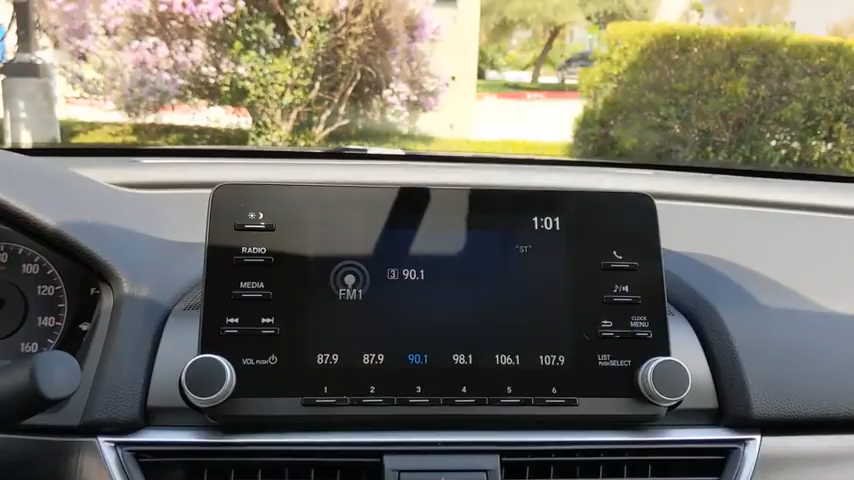 1:01
RADIO
"ST"
MEDIA
3 90.1
FM1
CLOCK
MENU
VOL PUSH
87.9 87.9 90.1 98.1 106.1 107.9
LIST
PUSH SELECT
1 2 3 4 5 6
100
120
140
160
F